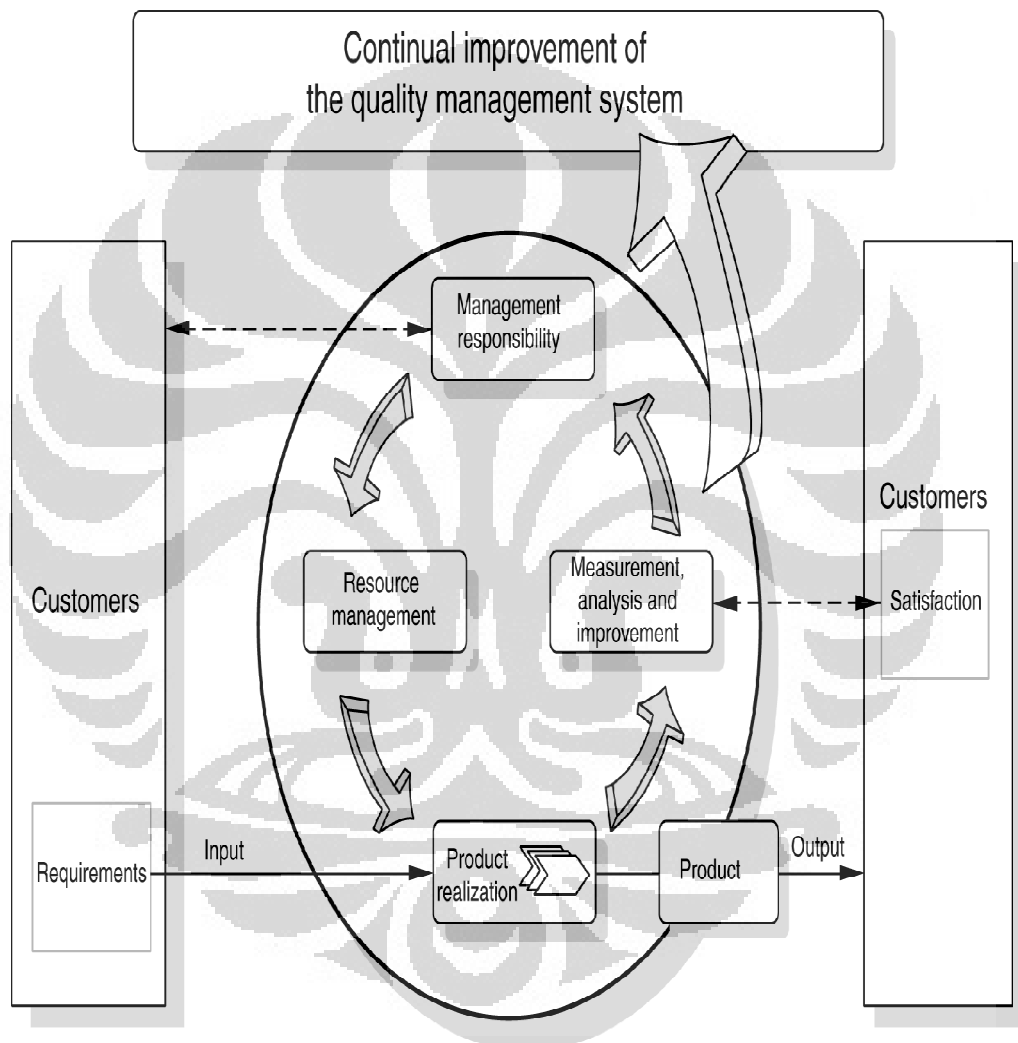 Continual improvement of
the quality management system
Management
responsibility
Customers
Resource
management
Measurement,
analysis and
improvement
Satisfaction
Customers
Requirements
Input
Product
realization
Product
Output